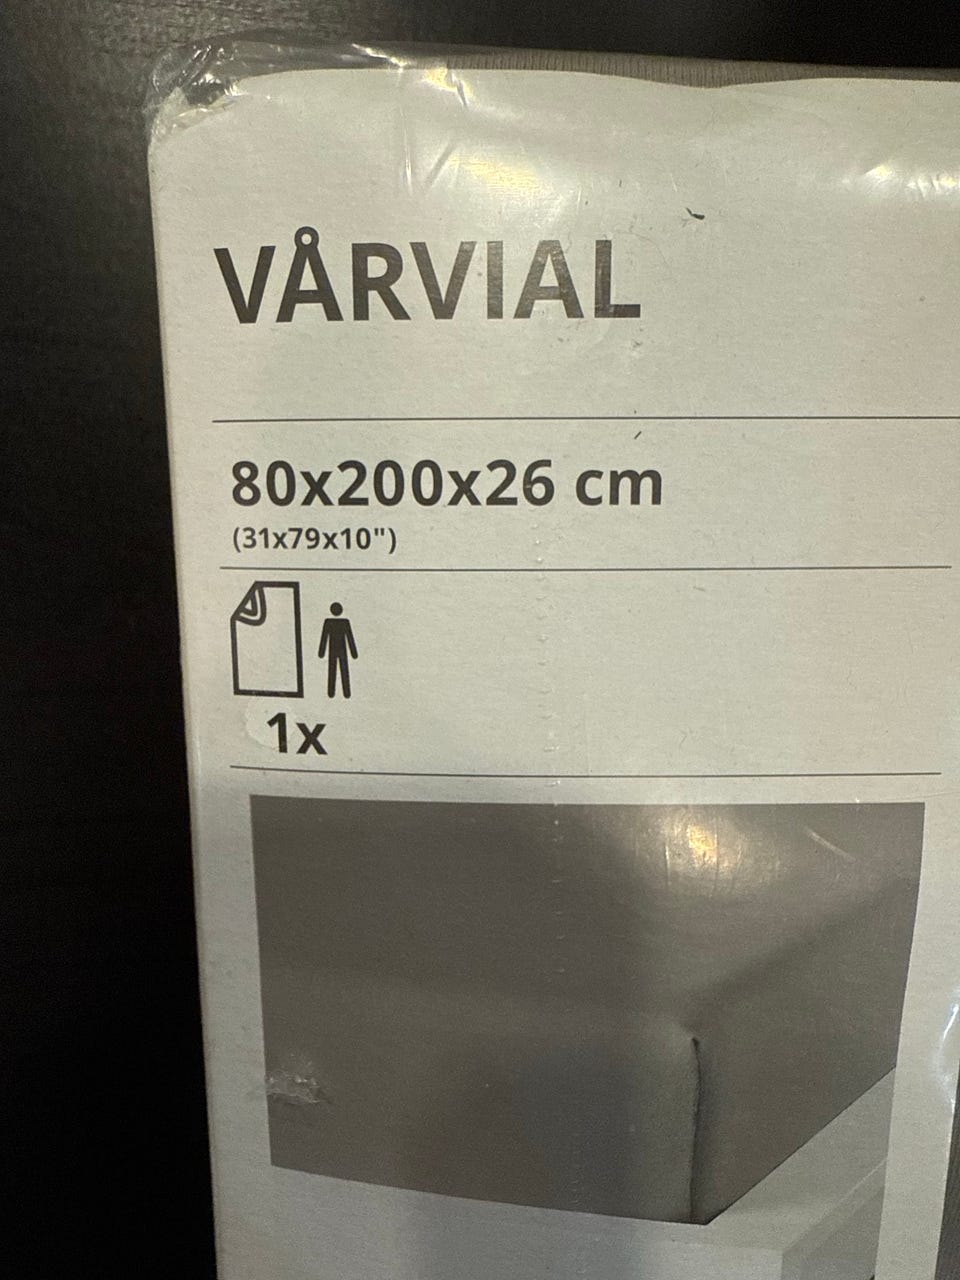 VÅRVIAL
80x200x26 cm
(31x79x10")
1x